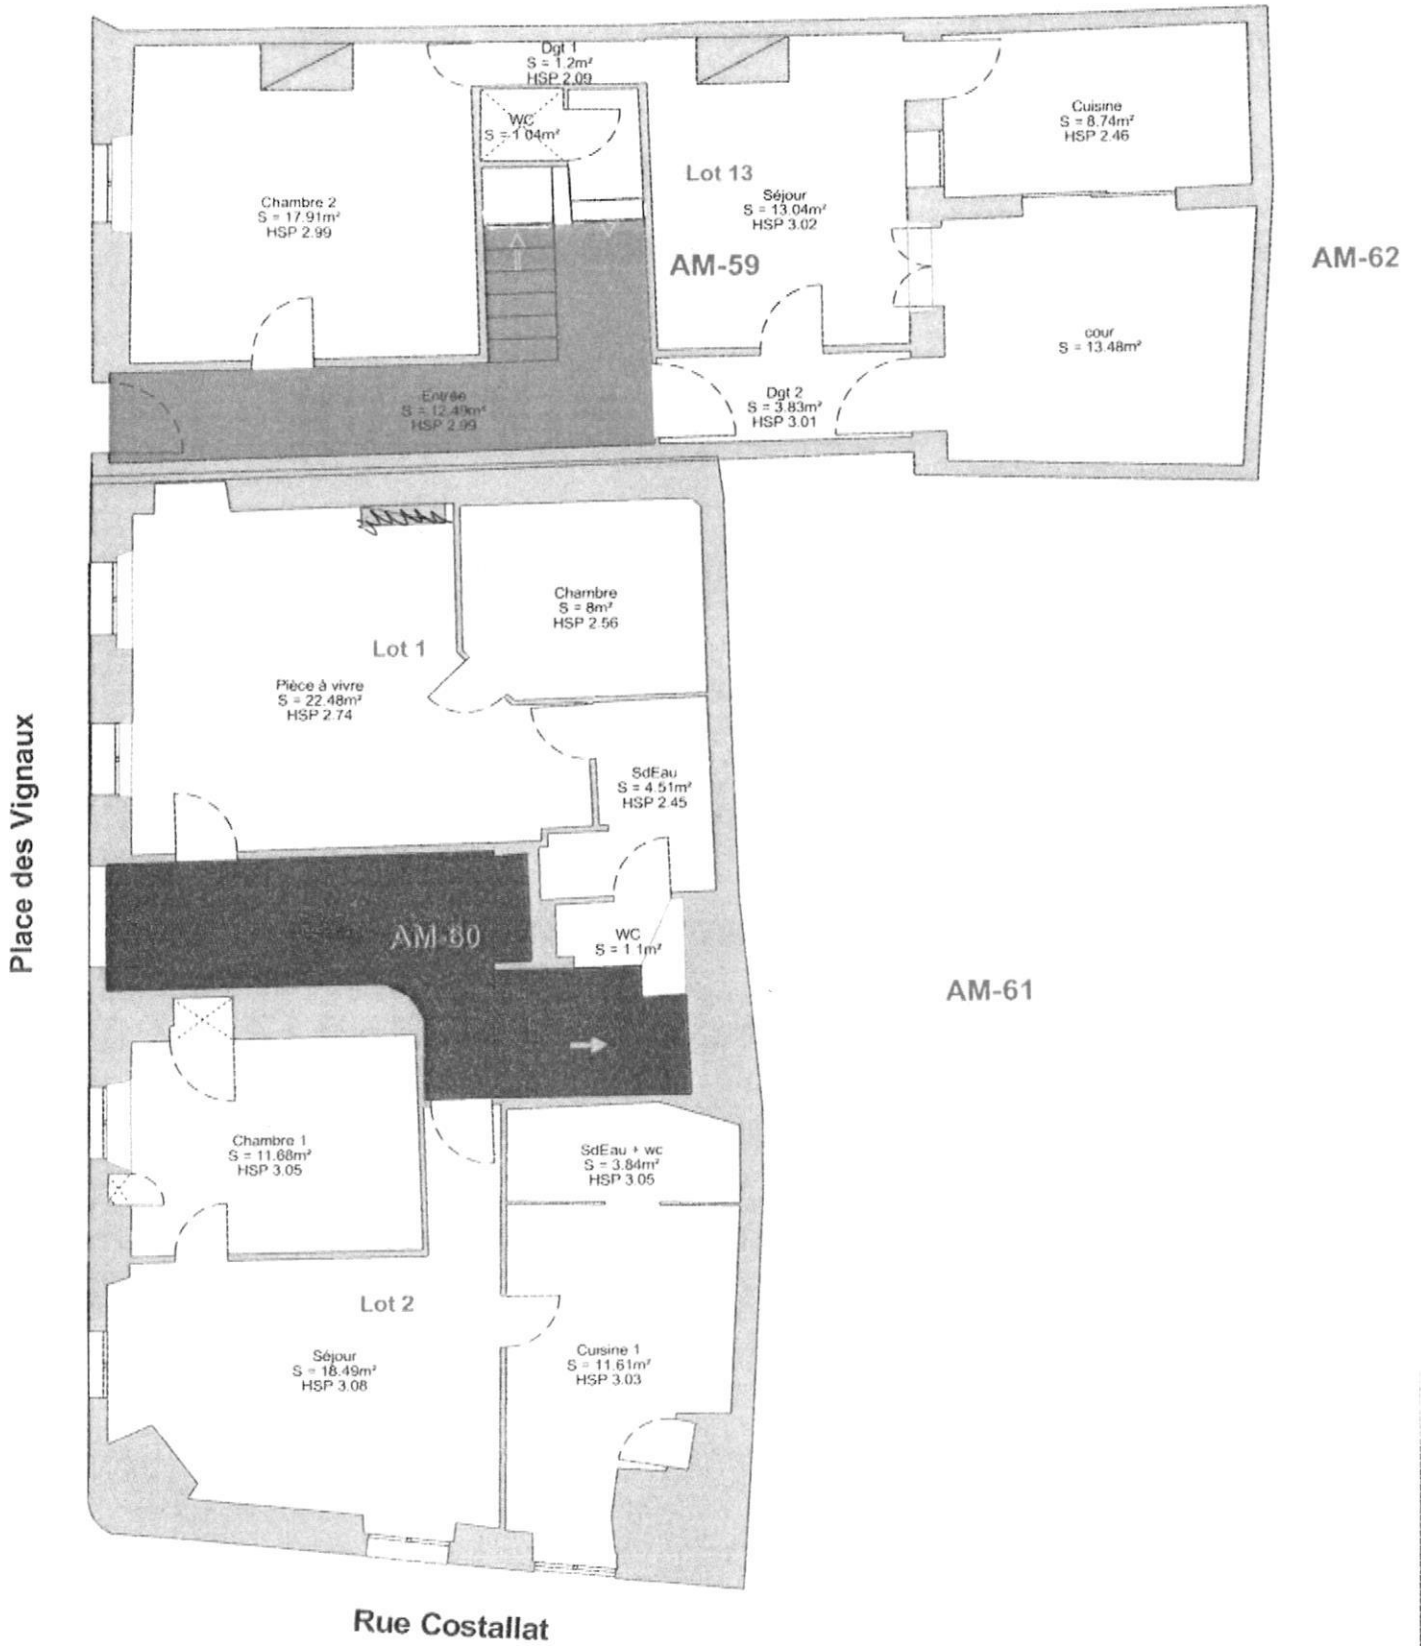 Dgt 1
S = 1.2m²
HSP 2.09
WC
S = 1.04m²
Cuisine
S = 8.74m²
HSP 2.46
Chambre 2
S = 17.91m²
HSP 2.99
Lot 13
Séjour
S = 13.04m²
HSP 3.02
AM-59
AM-62
cour
S = 13.48m²
Entrée
S = 12.49m²
HSP 2.99
Dgt 2
S = 3.83m²
HSP 3.01
Chambre
S = 8m²
HSP 2.56
Lot 1
Pièce à vivre
S = 22.48m²
HSP 2.74
SdEau
S = 4.51m²
HSP 2.45
Place des Vignaux
AM-60
WC
S = 1.1m²
AM-61
Chambre 1
S = 11.68m²
HSP 3.05
SdEau + wc
S = 3.84m²
HSP 3.05
Lot 2
Séjour
S = 18.49m²
HSP 3.08
Cuisine 1
S = 11.61m²
HSP 3.03
Rue Costallat